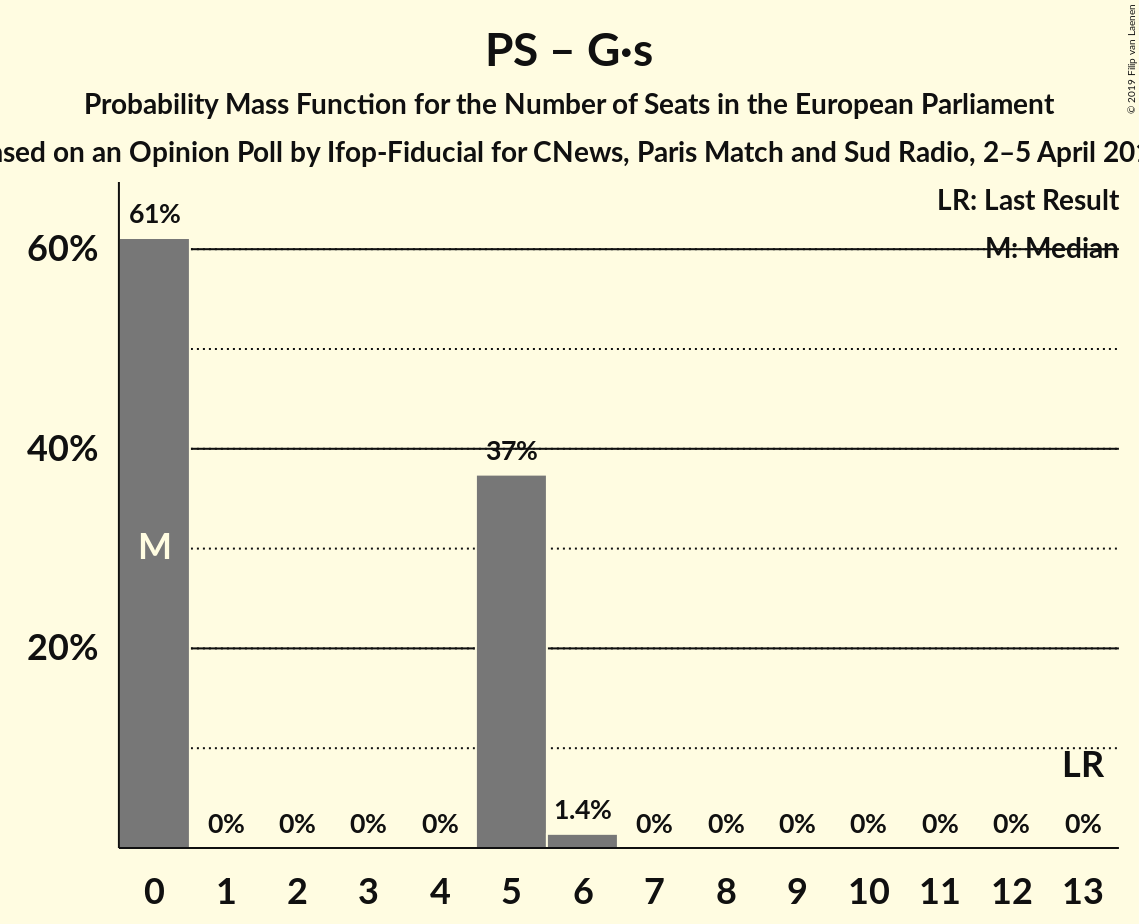 PS – G·s
Probability Mass Function for the Number of Seats in the European Parliament
on an Opinion Poll by Ifop-Fiducial for CNews, Paris Match and Sud Radio, 2–5 April
© 2019 Filip van Laenen
LR: Last Result
M: Median
60%
40%
20%
61%
M
0%
0%
0%
0%
37%
1.4%
0%
0%
0%
0%
0%
0%
0%
LR
0 1 2 3 4 5 6 7 8 9 10 11 12 13